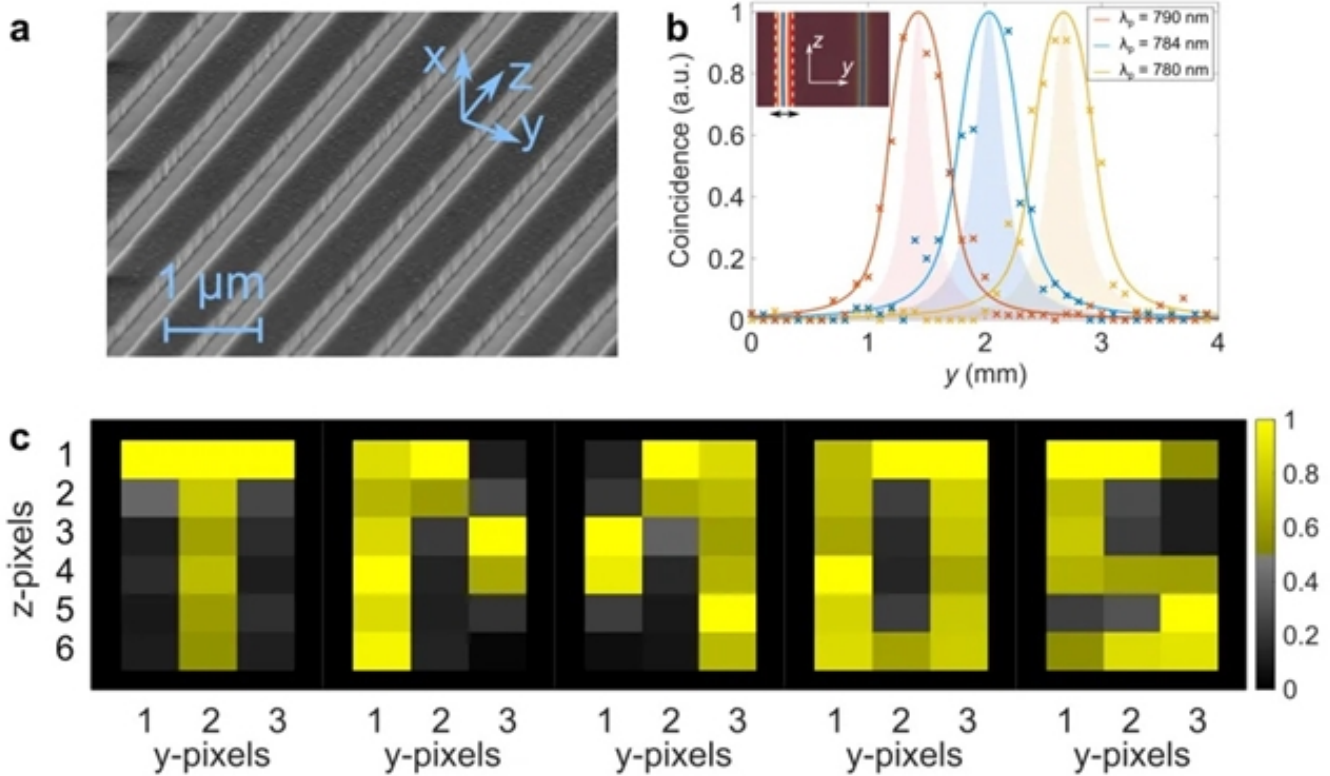 a
x
z
y
1 μm
b
Coincidence (a.u.)
1
0.8
0.6
0.4
0.2
0
0 1 2 3 4
y (mm)
z
y
λp = 790 nm
λp = 784 nm
λp = 780 nm
c
z-pixels
1
2
3
4
5
6
1 2 3 1 2 3 1 2 3 1 2 3 1 2 3
y-pixels y-pixels y-pixels y-pixels y-pixels
1
0.8
0.6
0.4
0.2
0